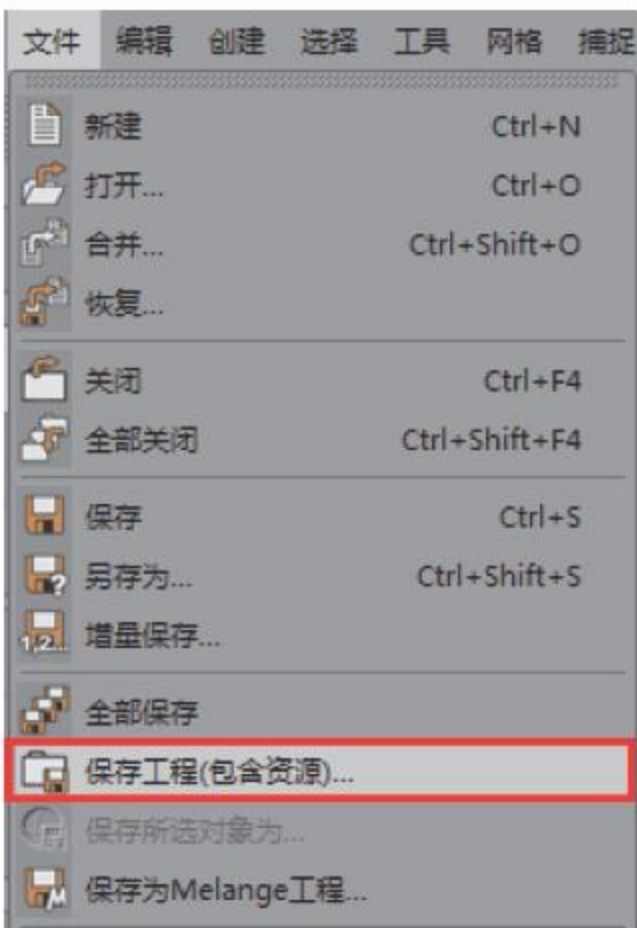 文件 编辑 创建 选择 工具 网格 捕捉
新建 Ctrl+N
打开... Ctrl+O
合并... Ctrl+Shift+O
恢复...
关闭 Ctrl+F4
全部关闭 Ctrl+Shift+F4
保存 Ctrl+S
另存为... Ctrl+Shift+S
1,2... 增量保存...
全部保存
保存工程(包含资源)...
保存所选对象为...
保存为Melange工程...